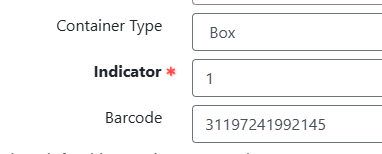 Container Type Box
Indicator * 1
Barcode 31197241992145